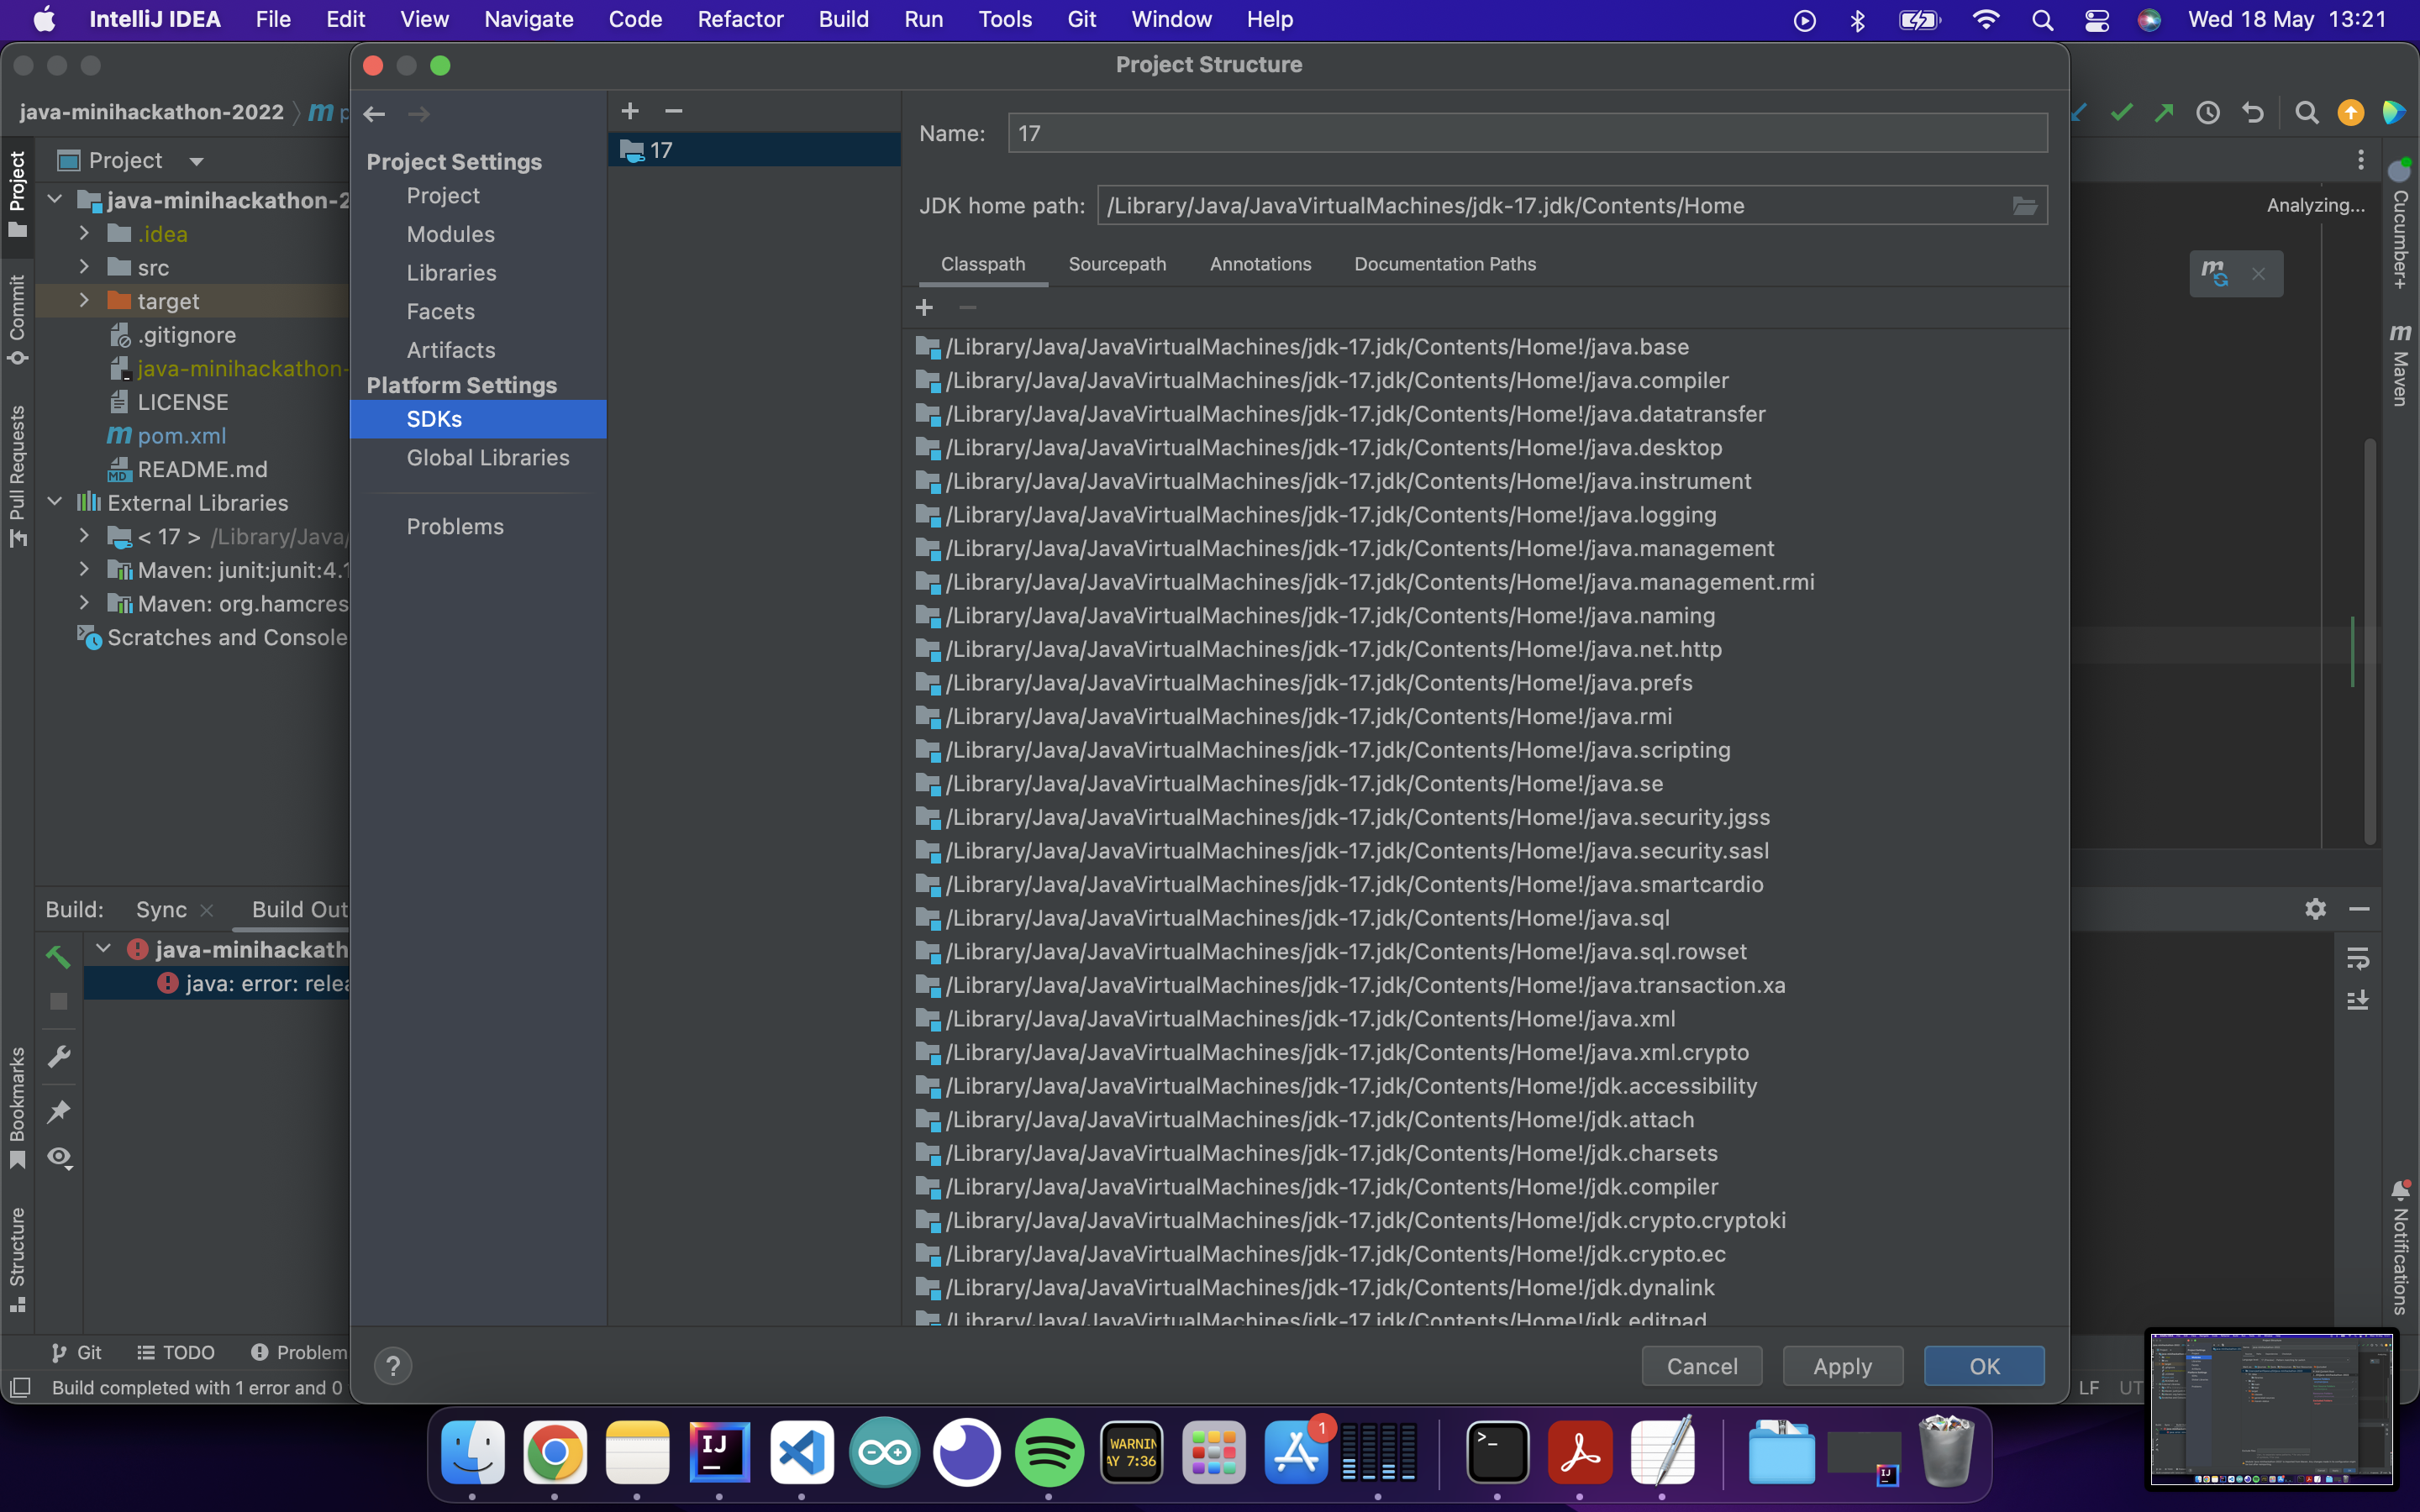 IntelliJ IDEA File Edit View Navigate Code Refactor Build Run Tools Git Window Help Wed 18 May 13:21
Project Structure
java-minihackathon-2022 m
Project
java-minihackathon-2
.idea
src
target
.gitignore
java-minihackathon-
LICENSE
pom.xml
README.md
External Libraries
< 17 > /Library/Java/
Maven: junit:junit:4.1
Maven: org.hamcres
Scratches and Console
Project
Commit
Pull Requests
Bookmarks
Structure
Project Settings
Project
Modules
Libraries
Facets
Artifacts
Platform Settings
SDKs
Global Libraries
Problems
17
Name: 17
JDK home path: /Library/Java/JavaVirtualMachines/jdk-17.jdk/Contents/Home
Classpath Sourcepath Annotations Documentation Paths
/Library/Java/JavaVirtualMachines/jdk-17.jdk/Contents/Home!/java.base
/Library/Java/JavaVirtualMachines/jdk-17.jdk/Contents/Home!/java.compiler
/Library/Java/JavaVirtualMachines/jdk-17.jdk/Contents/Home!/java.datatransfer
/Library/Java/JavaVirtualMachines/jdk-17.jdk/Contents/Home!/java.desktop
/Library/Java/JavaVirtualMachines/jdk-17.jdk/Contents/Home!/java.instrument
/Library/Java/JavaVirtualMachines/jdk-17.jdk/Contents/Home!/java.logging
/Library/Java/JavaVirtualMachines/jdk-17.jdk/Contents/Home!/java.management
/Library/Java/JavaVirtualMachines/jdk-17.jdk/Contents/Home!/java.management.rmi
/Library/Java/JavaVirtualMachines/jdk-17.jdk/Contents/Home!/java.naming
/Library/Java/JavaVirtualMachines/jdk-17.jdk/Contents/Home!/java.net.http
/Library/Java/JavaVirtualMachines/jdk-17.jdk/Contents/Home!/java.prefs
/Library/Java/JavaVirtualMachines/jdk-17.jdk/Contents/Home!/java.rmi
/Library/Java/JavaVirtualMachines/jdk-17.jdk/Contents/Home!/java.scripting
/Library/Java/JavaVirtualMachines/jdk-17.jdk/Contents/Home!/java.se
/Library/Java/JavaVirtualMachines/jdk-17.jdk/Contents/Home!/java.security.jgss
/Library/Java/JavaVirtualMachines/jdk-17.jdk/Contents/Home!/java.security.sasl
/Library/Java/JavaVirtualMachines/jdk-17.jdk/Contents/Home!/java.smartcardio
/Library/Java/JavaVirtualMachines/jdk-17.jdk/Contents/Home!/java.sql
/Library/Java/JavaVirtualMachines/jdk-17.jdk/Contents/Home!/java.sql.rowset
/Library/Java/JavaVirtualMachines/jdk-17.jdk/Contents/Home!/java.transaction.xa
/Library/Java/JavaVirtualMachines/jdk-17.jdk/Contents/Home!/java.xml
/Library/Java/JavaVirtualMachines/jdk-17.jdk/Contents/Home!/java.xml.crypto
/Library/Java/JavaVirtualMachines/jdk-17.jdk/Contents/Home!/jdk.accessibility
/Library/Java/JavaVirtualMachines/jdk-17.jdk/Contents/Home!/jdk.attach
/Library/Java/JavaVirtualMachines/jdk-17.jdk/Contents/Home!/jdk.charsets
/Library/Java/JavaVirtualMachines/jdk-17.jdk/Contents/Home!/jdk.compiler
/Library/Java/JavaVirtualMachines/jdk-17.jdk/Contents/Home!/jdk.crypto.cryptoki
/Library/Java/JavaVirtualMachines/jdk-17.jdk/Contents/Home!/jdk.crypto.ec
/Library/Java/JavaVirtualMachines/jdk-17.jdk/Contents/Home!/jdk.dynalink
/Library/Java/JavaVirtualMachines/jdk-17.jdk/Contents/Home!/jdk.editpad
Analyzing...
Cucumber+
Maven
Notifications
Build: Sync Build Out
java-minihackath
java: error: relea
Git TODO Problem
Cancel Apply OK
Build completed with 1 error and 0
LF UT
IJ
WARNIN
AY 7:36
1